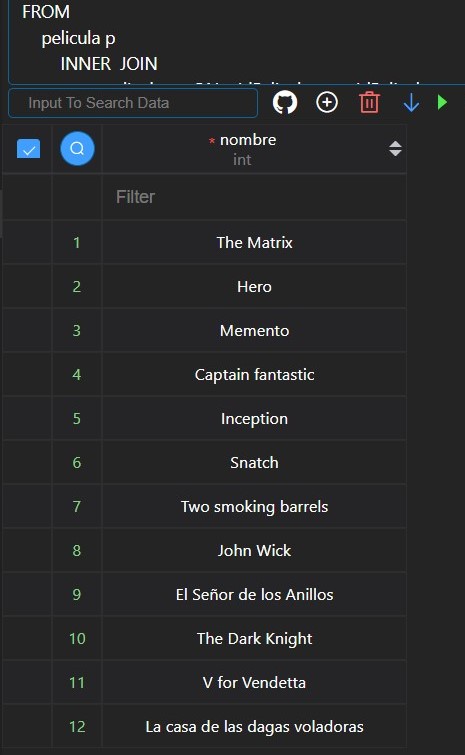 FROM
pelicula p
INNER JOIN
Input To Search Data
* nombre
int
Filter
1 The Matrix
2 Hero
3 Memento
4 Captain fantastic
5 Inception
6 Snatch
7 Two smoking barrels
8 John Wick
9 El Señor de los Anillos
10 The Dark Knight
11 V for Vendetta
12 La casa de las dagas voladoras